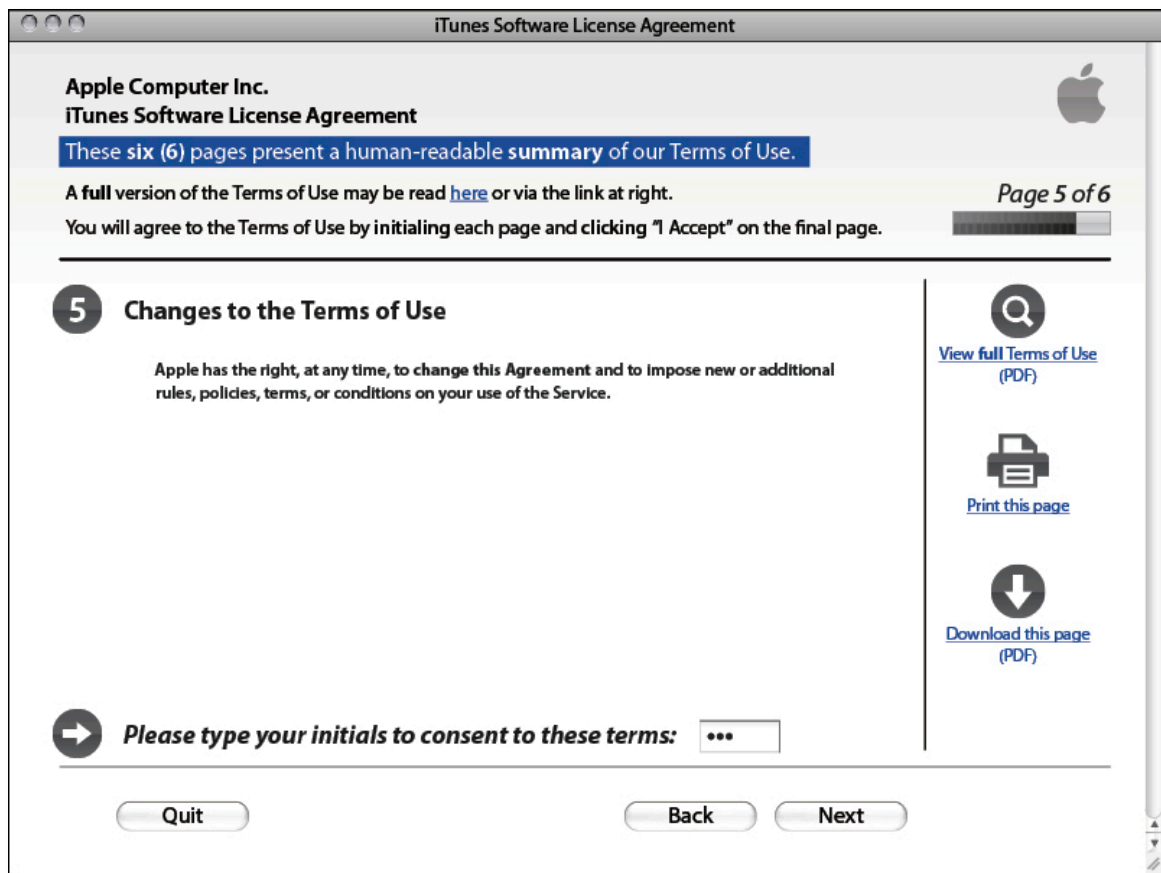 iTunes Software License Agreement
Apple Computer Inc.
iTunes Software License Agreement
These six (6) pages present a human-readable summary of our Terms of Use.
A full version of the Terms of Use may be read here or via the link at right.
You will agree to the Terms of Use by initialing each page and clicking "I Accept" on the final page.
Page 5 of 6
5 Changes to the Terms of Use
Apple has the right, at any time, to change this Agreement and to impose new or additional
rules, policies, terms, or conditions on your use of the Service.
View full Terms of Use
(PDF)
Print this page
Download this page
(PDF)
Please type your initials to consent to these terms: •••
Quit
Back
Next